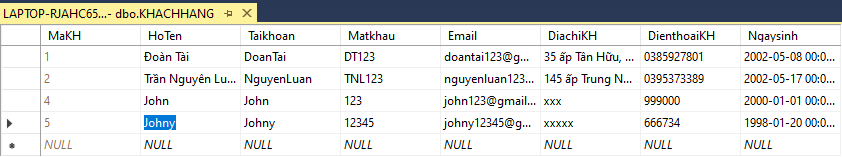 LAPTOP-RJAHC65...- dbo.KHACHHANG
MaKH HoTen Taikhoan Matkhau Email DiachiKH DienthoaiKH Ngaysinh
1 Đoàn Tài DoanTai DT123 doantai123@g... 35 ấp Tân Hữu, ... 0385927801 2002-05-08 00:0...
2 Trần Nguyên Lu... NguyenLuan TNL123 nguyenluan123... 145 ấp Trung N... 0395373389 2002-05-17 00:0...
4 John John 123 john123@gmail... xxx 999000 2000-01-01 00:0...
5 Johny Johny 12345 johny12345@g... xxxxx 666734 1998-01-20 00:0...
NULL NULL NULL NULL NULL NULL NULL NULL